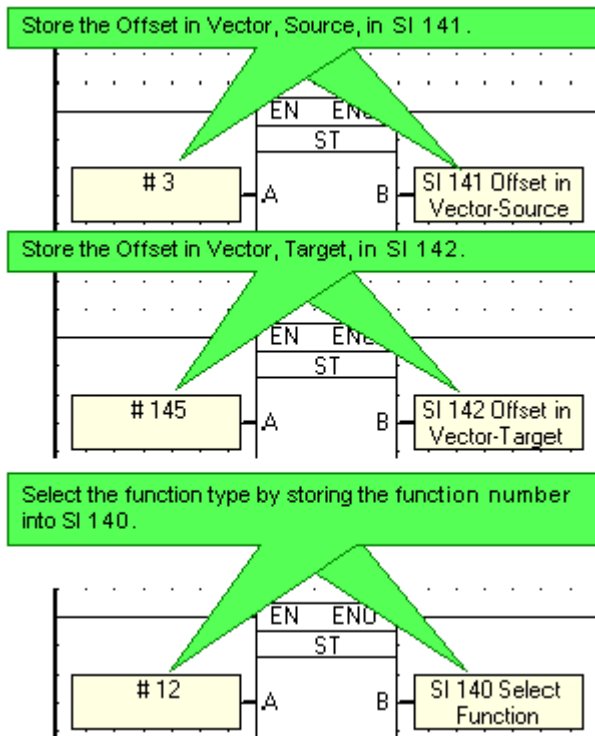 Store the Offset in Vector, Source, in SI 141.
EN
ST
# 3
A
B
SI 141 Offset in
Vector-Source
Store the Offset in Vector, Target, in SI 142.
EN
ST
# 145
A
B
SI 142 Offset in
Vector-Target
Select the function type by storing the function number
into SI 140.
EN ENO
ST
# 12
A
B
SI 140 Select
Function